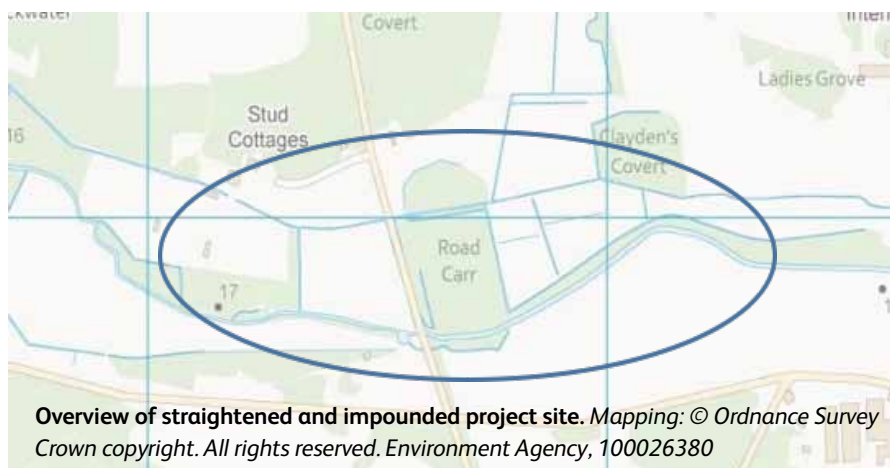 Covert
Ladies Grove
Stud
Cottages
16
Clayden's
Covert
Road
Carr
8
17
Overview of straightened and impounded project site. Mapping: © Ordnance Survey
Crown copyright. All rights reserved. Environment Agency, 100026380